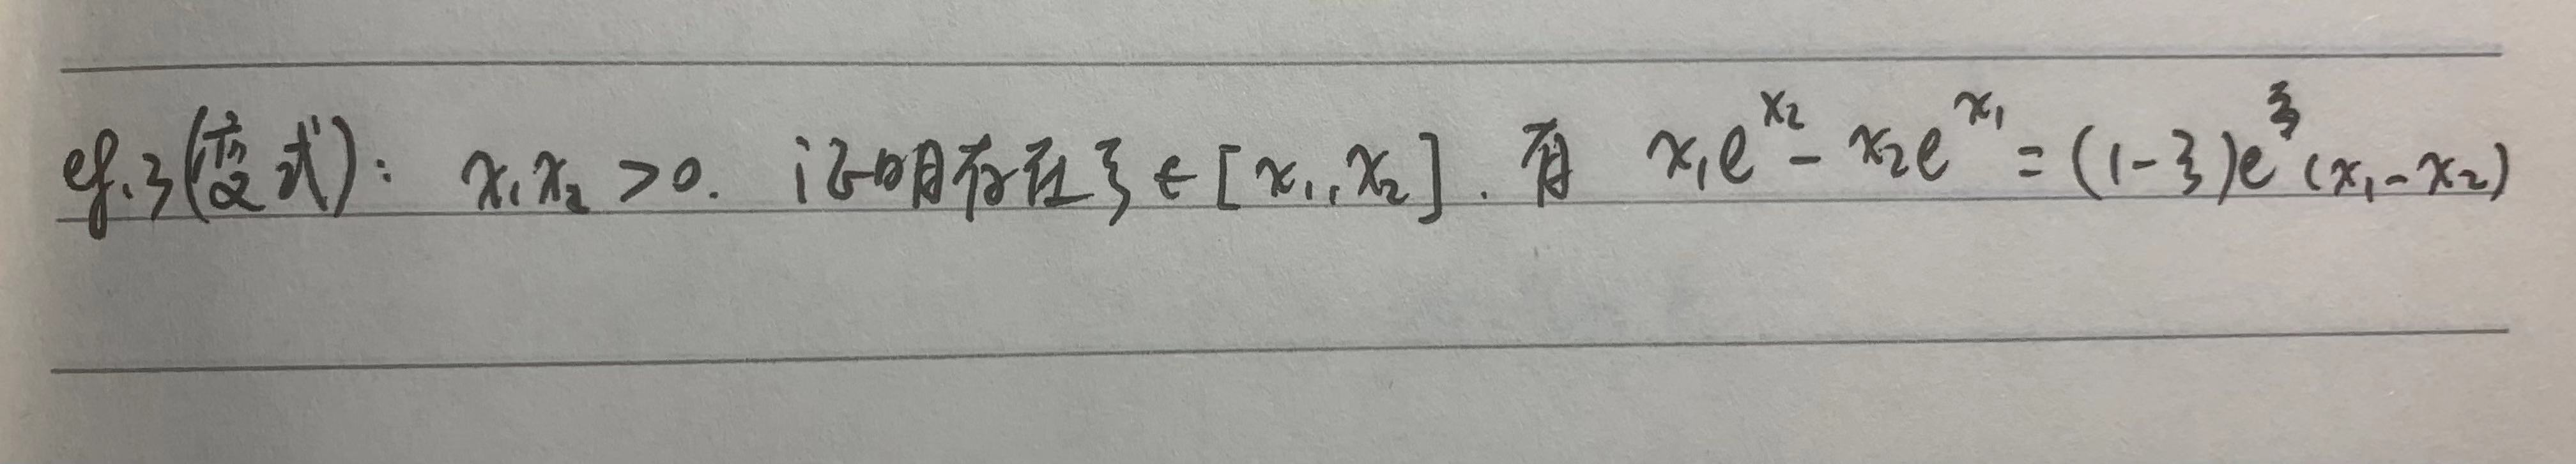 eg.3(变式): x₁x₂>0. 证明存在ξ∈[x₁,x₂]. 有 x₁e^{x₂}-x₂e^{x₁}=(1-ξ)e^{ξ}(x₁-x₂)